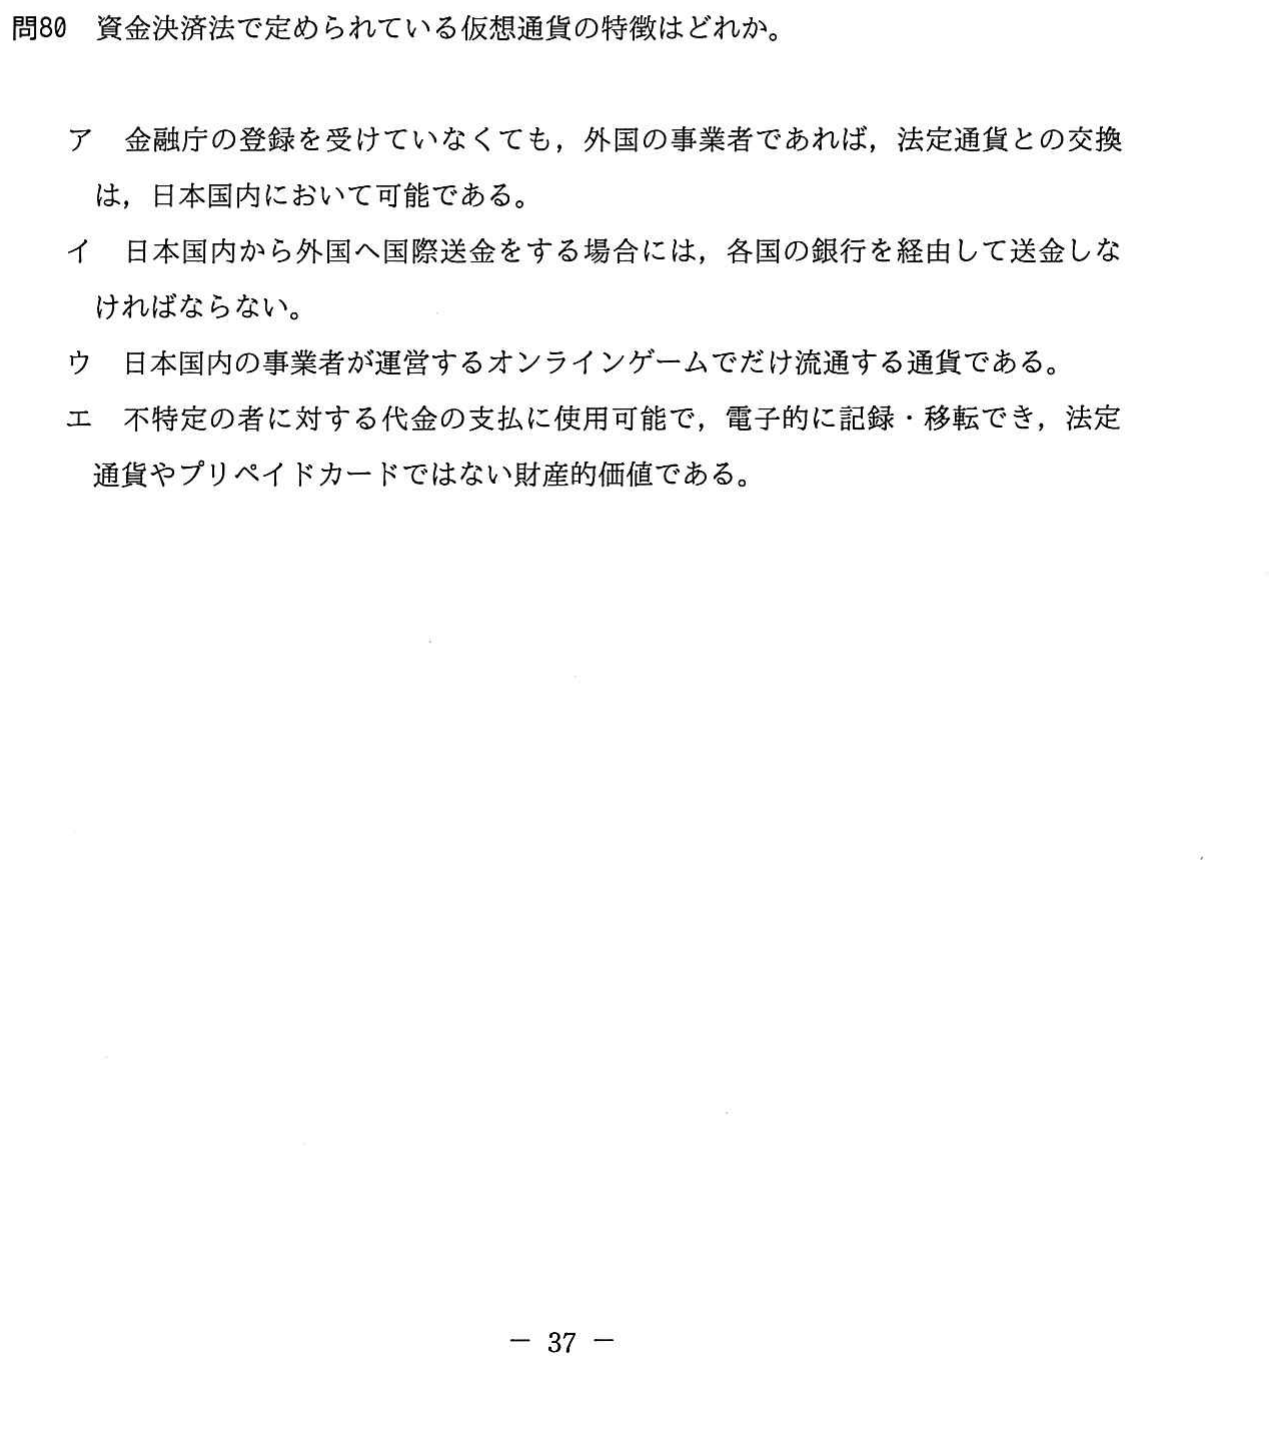 問80 資金決済法で定められている仮想通貨の特徴はどれか。
ア 金融庁の登録を受けていなくても，外国の事業者であれば，法定通貨との交換
は，日本国内において可能である。
イ 日本国内から外国へ国際送金をする場合には，各国の銀行を経由して送金しな
ければならない。
ウ 日本国内の事業者が運営するオンラインゲームでだけ流通する通貨である。
エ 不特定の者に対する代金の支払に使用可能で，電子的に記録・移転でき，法定
通貨やプリペイドカードではない財産的価値である。
― 37 ―